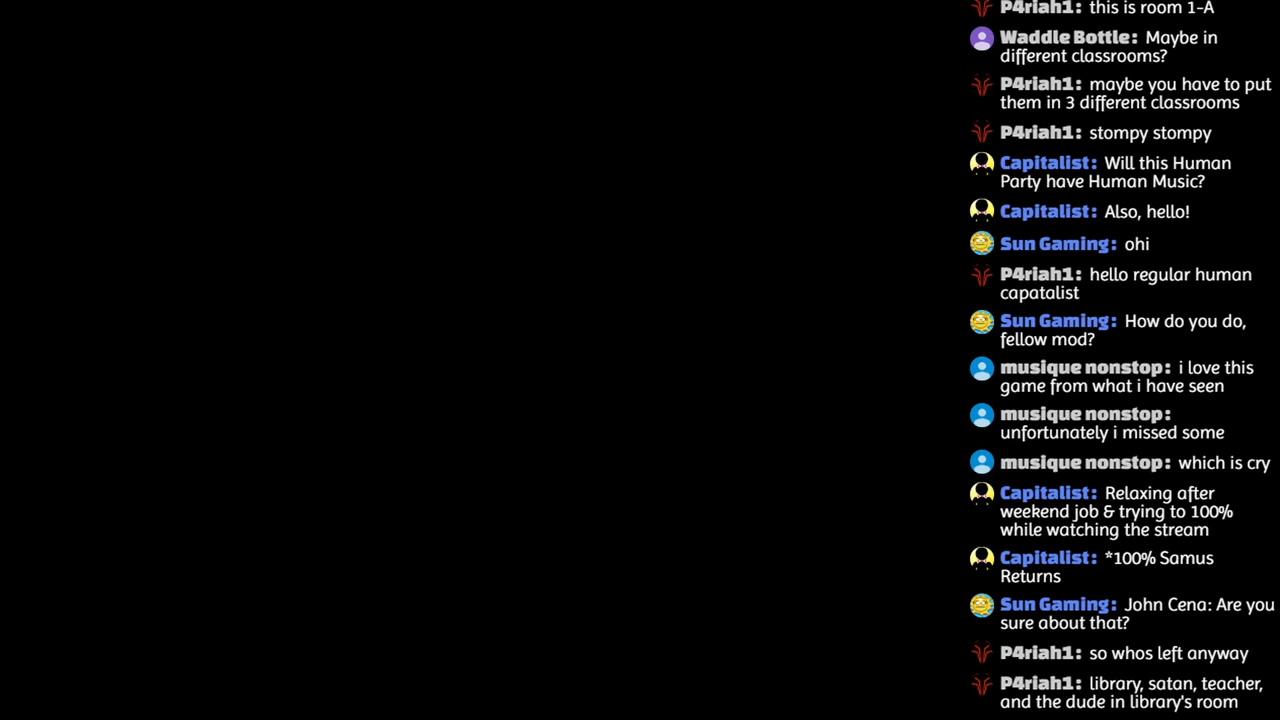 P4riah1: this is room 1-A
Waddle Bottle: Maybe in
different classrooms?
P4riah1: maybe you have to put
them in 3 different classrooms
P4riah1: stompy stompy
Capitalist: Will this Human
Party have Human Music?
Capitalist: Also, hello!
Sun Gaming: ohi
P4riah1: hello regular human
capatalist
Sun Gaming: How do you do,
fellow mod?
musique nonstop: i love this
game from what i have seen
musique nonstop:
unfortunately i missed some
musique nonstop: which is cry
Capitalist: Relaxing after
weekend job & trying to 100%
while watching the stream
Capitalist: *100% Samus
Returns
Sun Gaming: John Cena: Are you
sure about that?
P4riah1: so whos left anyway
P4riah1: library, satan, teacher,
and the dude in library's room